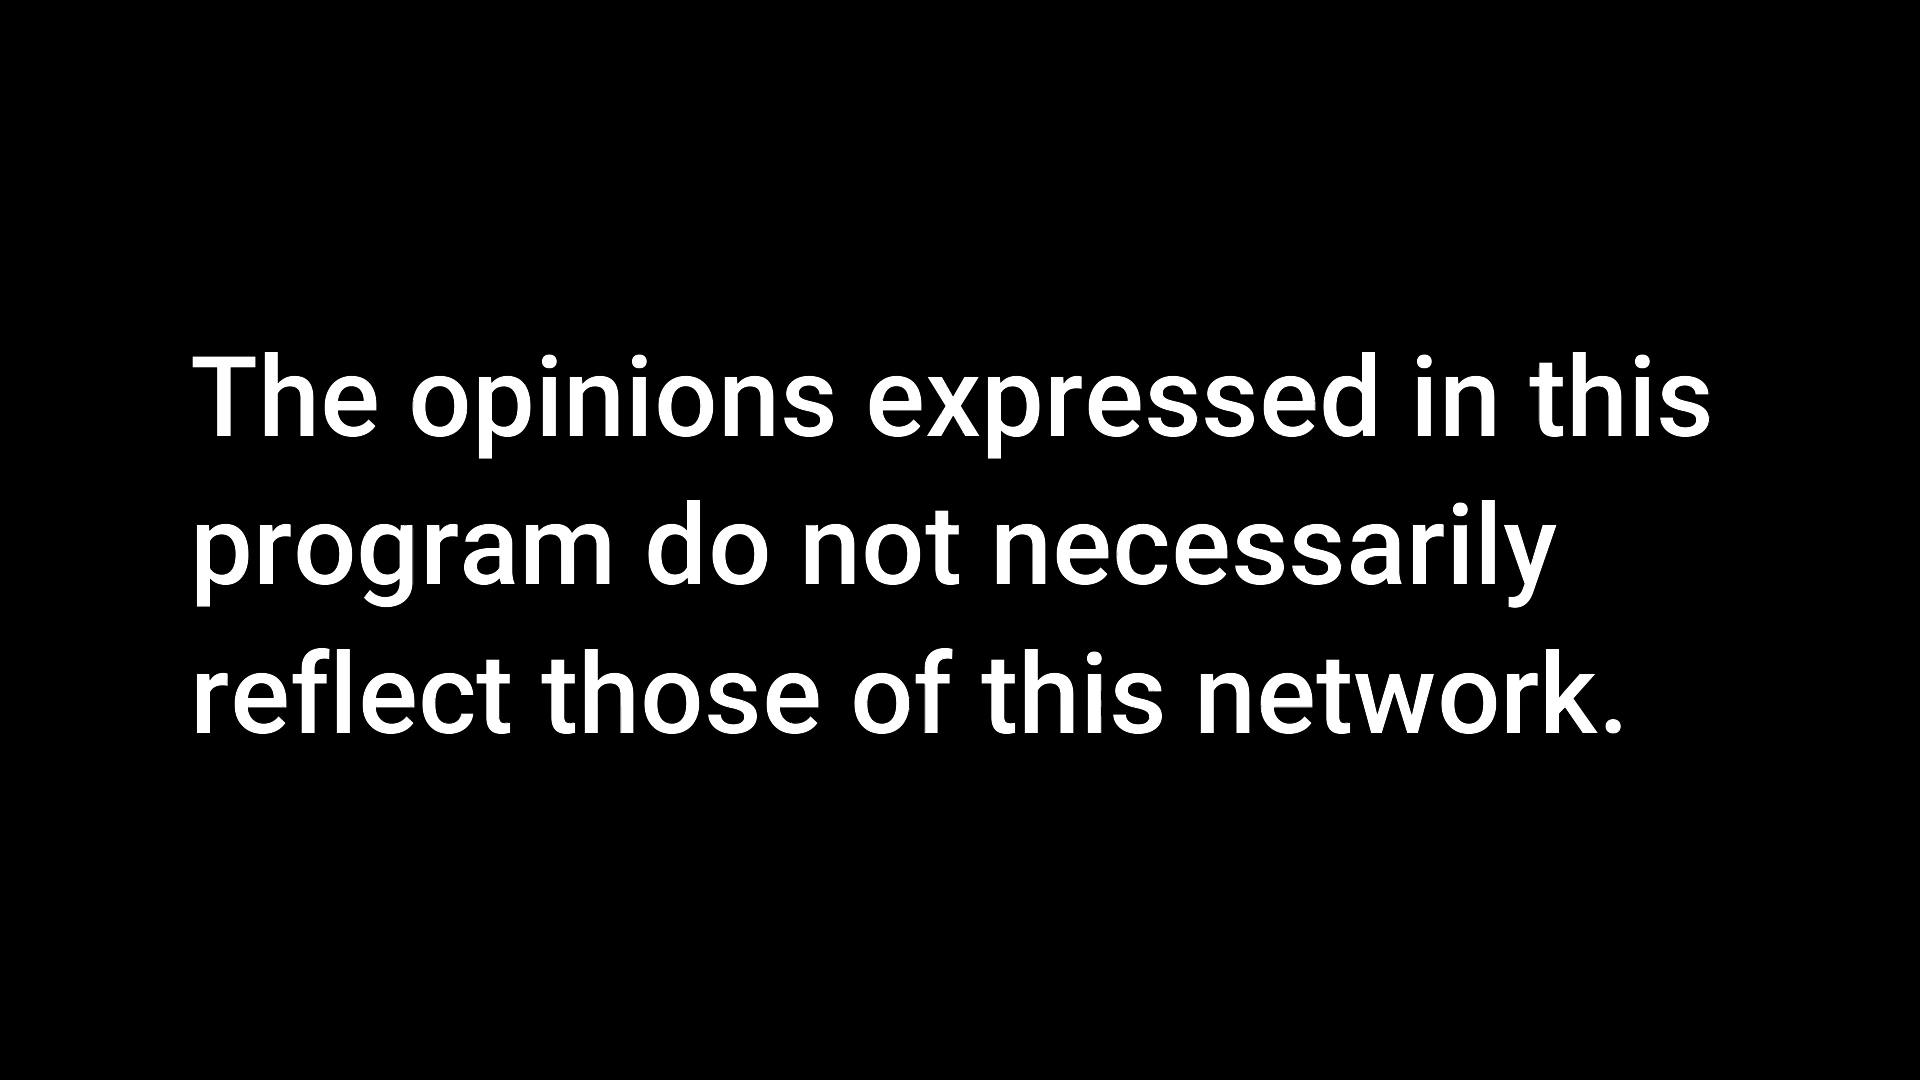 The opinions expressed in this
program do not necessarily
reflect those of this network.